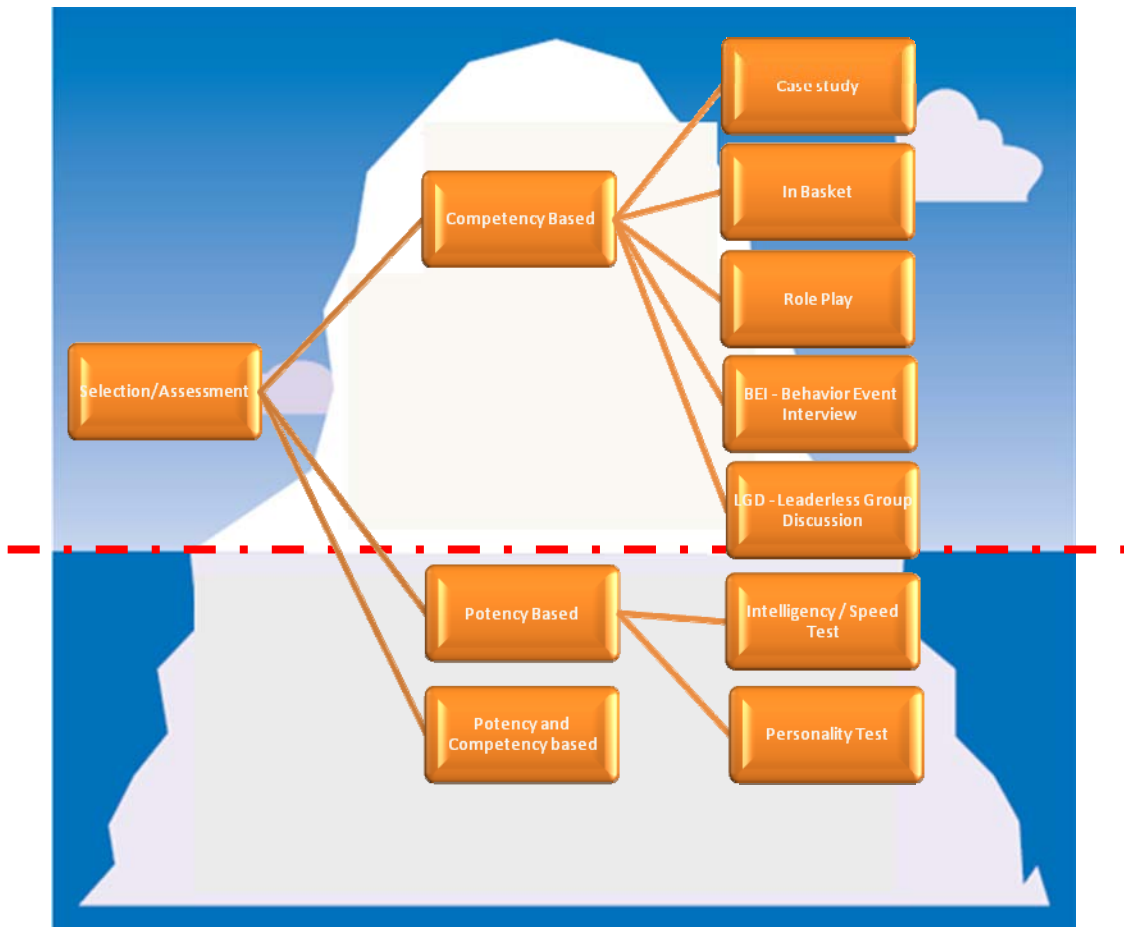 Case study
In Basket
Competency Based
Role Play
Selection/Assessment
BEI - Behavior Event
Interview
LGD - Leaderless Group
Discussion
Potency Based
Intelligency / Speed
Test
Potency and
Competency based
Personality Test